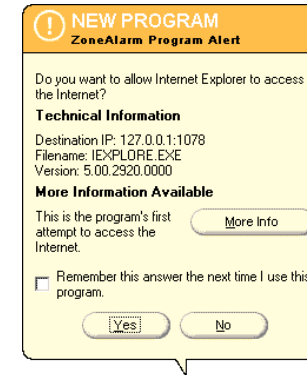 NEW PROGRAM
ZoneAlarm Program Alert
Do you want to allow Internet Explorer to access
the Internet?
Technical Information
Destination IP: 127.0.0.1:1078
Filename: IEXPLORE.EXE
Version: 5.00.2920.0000
More Information Available
This is the program's first
attempt to access the
Internet.
More Info
Remember this answer the next time I use this
program.
Yes
No